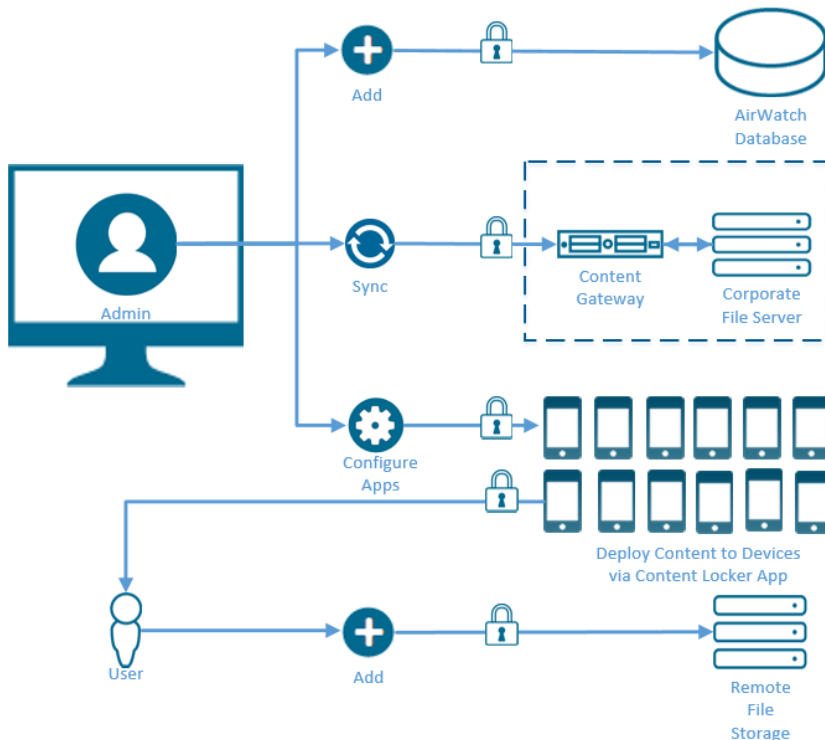 Add
AirWatch
Database
Admin
Sync
Content
Gateway
Corporate
File Server
Configure
Apps
Deploy Content to Devices
via Content Locker App
User
Add
Remote
File
Storage